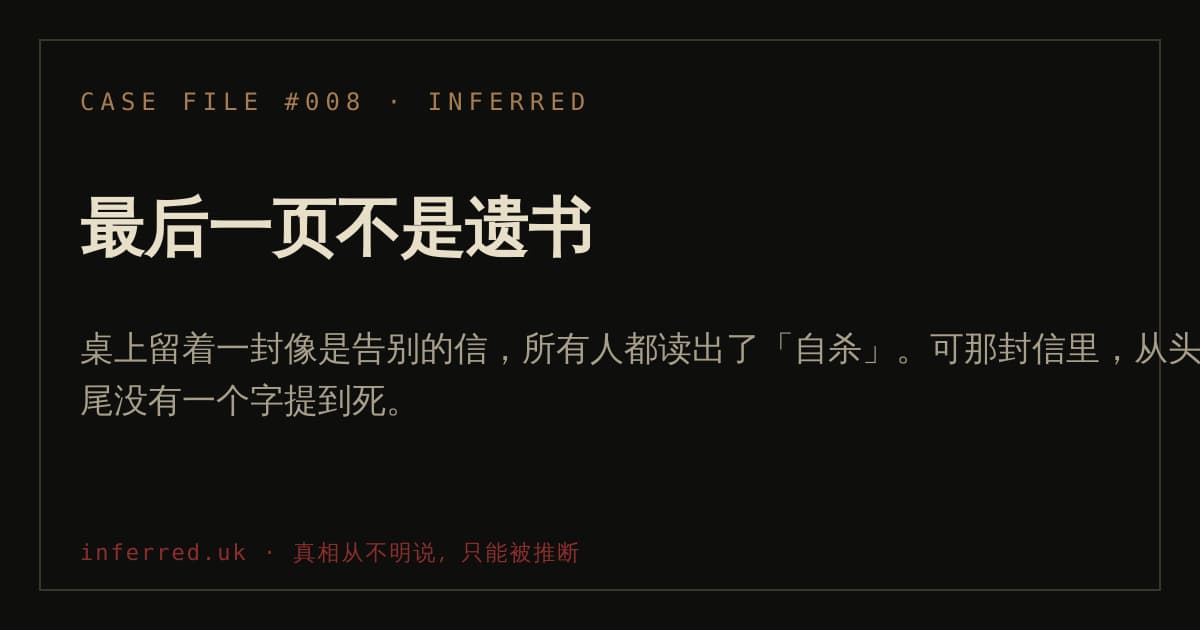 CASE FILE #008 · INFERRED
最后一页不是遗书
桌上留着一封像是告别的信，所有人都读出了「自杀」。可那封信里，从头
尾没有一个字提到死。
inferred.uk · 真相从不明说，只能被推断